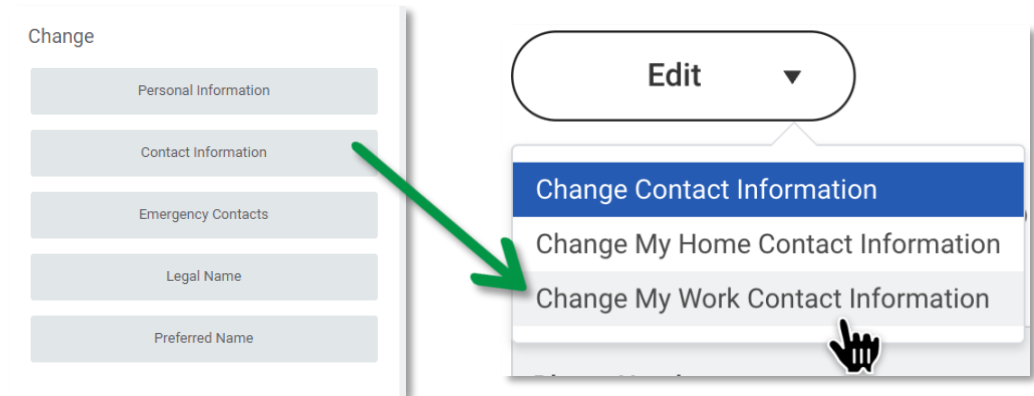 Change
Personal Information
Contact Information
Emergency Contacts
Legal Name
Preferred Name
Edit
Change Contact Information
Change My Home Contact Information
Change My Work Contact Information